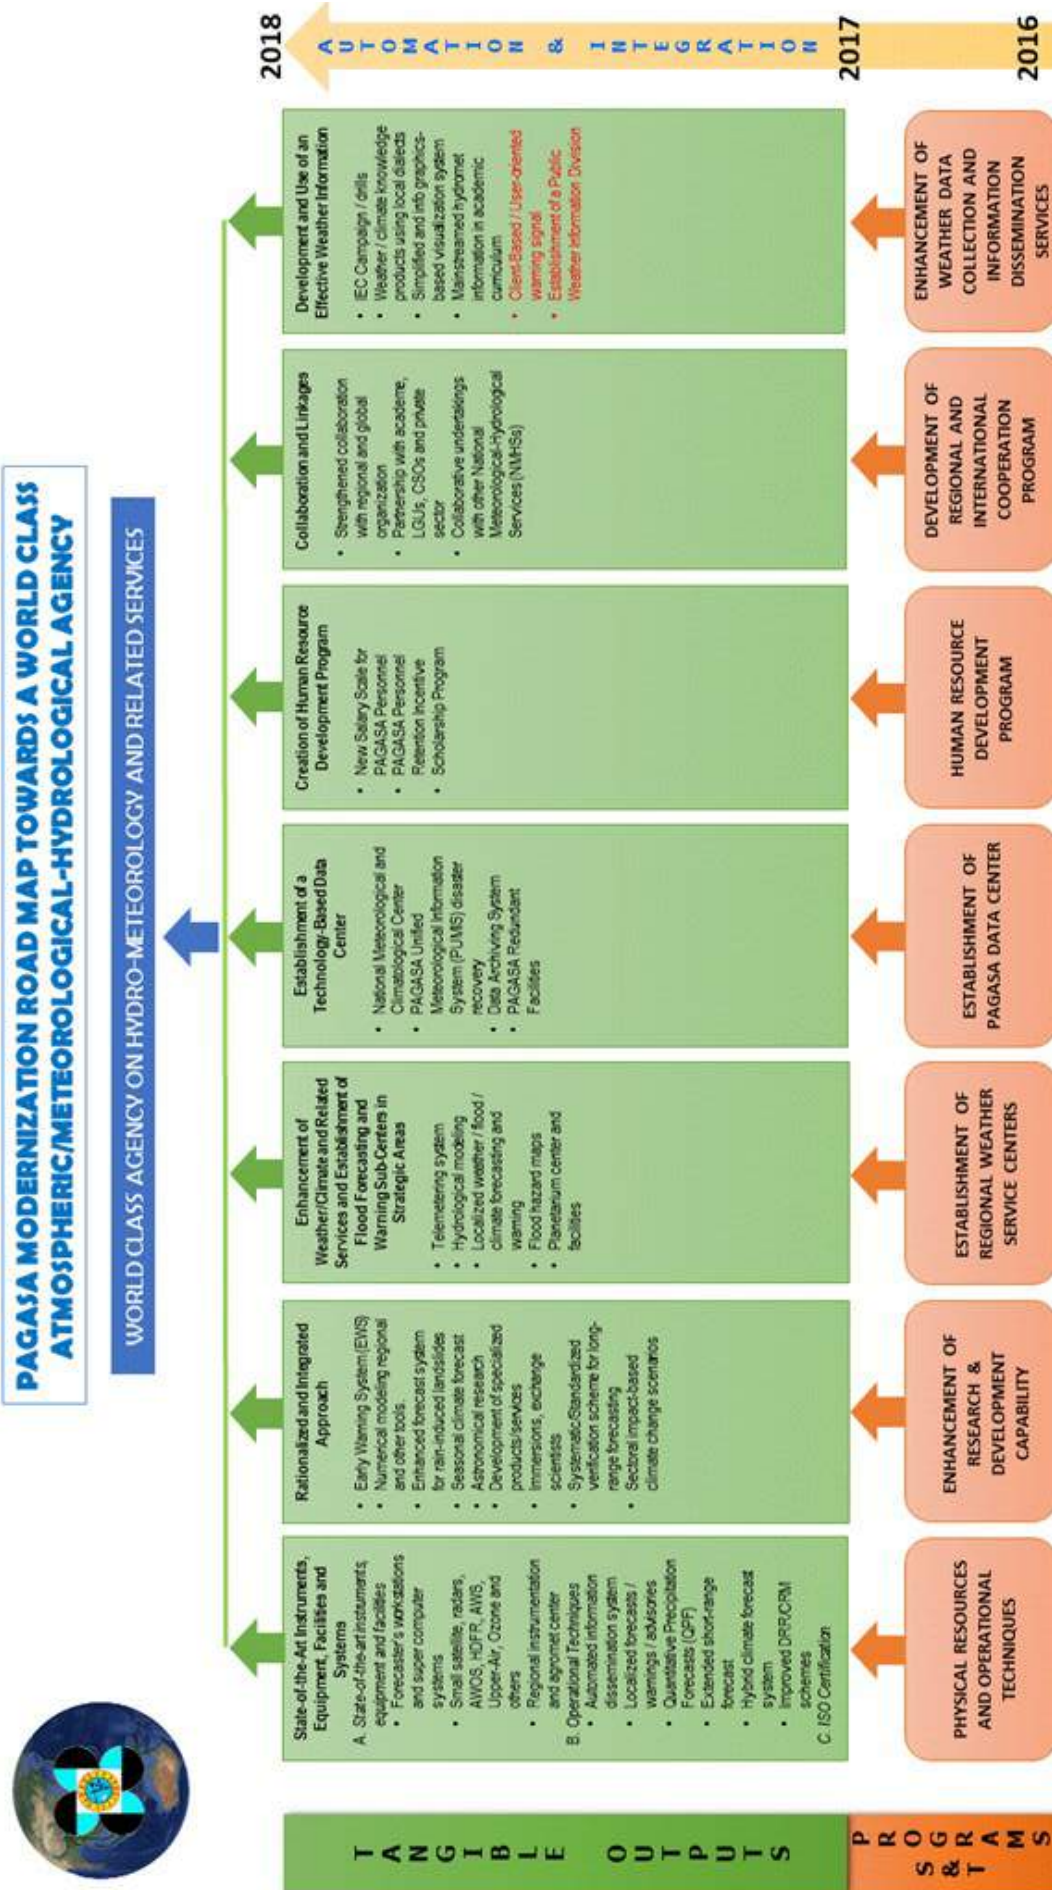 PAGASA MODERNIZATION ROAD MAP TOWARDS A WORLD CLASS
ATMOSPHERIC/METEOROLOGICAL-HYDROLOGICAL AGENCY
WORLD CLASS AGENCY ON HYDRO-METEOROLOGY AND RELATED SERVICES
TANGIBLE OUTPUTS
State-of-the-Art Instruments,
Equipment, Facilities and
Systems
A. State-of-the-art instruments,
equipment and facilities
• Forecaster's workstations
and super computer
systems
• Small satellite, radars,
AWOS, HDFR, AWS,
Upper-Air, Ozone and
others
• Regional instrumentation
and agromet center
B. Operational Techniques
• Automated information
dissemination system
• Localized forecasts /
warnings / advisories
• Quantitative Precipitation
Forecasts (QPF)
• Extended short-range
forecast
• Hybrid climate forecast
system
• Improved DRR/CRM
schemes
C. ISO Certification
Rationalized and Integrated
Approach
• Early Warning System (EWS)
• Numerical modeling regional
and other tools.
• Enhanced forecast system
for rain-induced landslides
• Seasonal climate forecast
• Astronomical research
• Development of specialized
products/services
• Immersions, exchange
scientists
• Systematic/Standardized
verification scheme for long-
range forecasting
• Sectoral impact-based
climate change scenarios
Enhancement of
Weather/Climate and Related
Services and Establishment of
Flood Forecasting and
Warning Sub-Centers in
Strategic Areas
• Telemetering system
• Hydrological modeling
• Localized weather / flood /
climate forecasting and
warning
• Flood hazard maps
• Planetarium center and
facilities
Establishment of a
Technology-Based Data
Center
• National Meteorological and
Climatological Center
• PAGASA Unified
Meteorological Information
System (PUMIS) disaster
recovery
• Data Archiving System
• PAGASA Redundant
Facilities
Creation of Human Resource
Development Program
• New Salary Scale for
PAGASA Personnel
• PAGASA Personnel
Retention Incentive
• Scholarship Program
Collaboration and Linkages
• Strengthened collaboration
with regional and global
organization
• Partnership with academe,
LGUs, CSOs and private
sector
• Collaborative undertakings
with other National
Meteorological-Hydrological
Services (NMHSs)
Development and Use of an
Effective Weather Information
• IEC Campaign / drills
• Weather / climate knowledge
products using local dialects
• Simplified and info graphics-
based visualization system
• Mainstreamed hydromet
information in academic
curriculum
• Client-Based / User-oriented
warning signal
• Establishment of a Public
Weather Information Division
2018
AUTOMATION & INTEGRATION
2017
2016
PROGRAMS
S&T
PHYSICAL RESOURCES
AND OPERATIONAL
TECHNIQUES
ENHANCEMENT OF
RESEARCH &
DEVELOPMENT
CAPABILITY
ESTABLISHMENT OF
REGIONAL WEATHER
SERVICE CENTERS
ESTABLISHMENT OF
PAGASA DATA CENTER
HUMAN RESOURCE
DEVELOPMENT
PROGRAM
DEVELOPMENT OF
REGIONAL AND
INTERNATIONAL
COOPERATION
PROGRAM
ENHANCEMENT OF
WEATHER DATA
COLLECTION AND
INFORMATION
DISSEMINATION
SERVICES